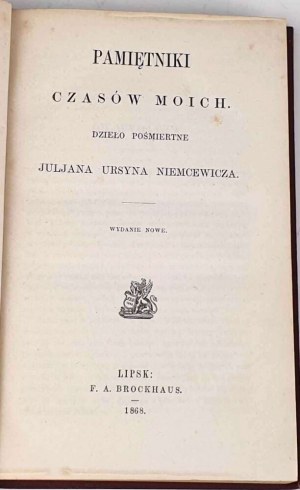 PAMIĘTNIKI
CZASÓW MOICH.
DZIEŁO POŚMIERTNE
JULJANA URSYNA NIEMCEWICZA.
WYDANIE NOWE.
LIPSK:
F. A. BROCKHAUS.
1868.